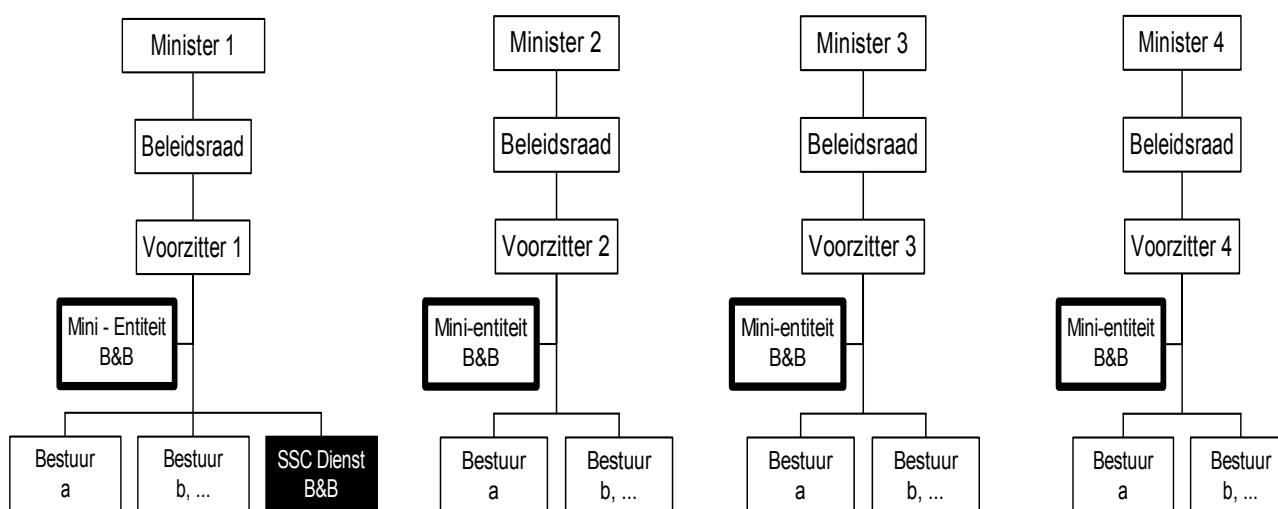 Minister 1
Minister 2
Minister 3
Minister 4
Beleidsraad
Beleidsraad
Beleidsraad
Beleidsraad
Voorzitter 1
Voorzitter 2
Voorzitter 3
Voorzitter 4
Mini - Entiteit
B&B
Mini-entiteit
B&B
Mini-entiteit
B&B
Mini-entiteit
B&B
Bestuur
a
Bestuur
b, ...
SSC Dienst
B&B
Bestuur
a
Bestuur
b, ...
Bestuur
a
Bestuur
b, ...
Bestuur
a
Bestuur
b, ...